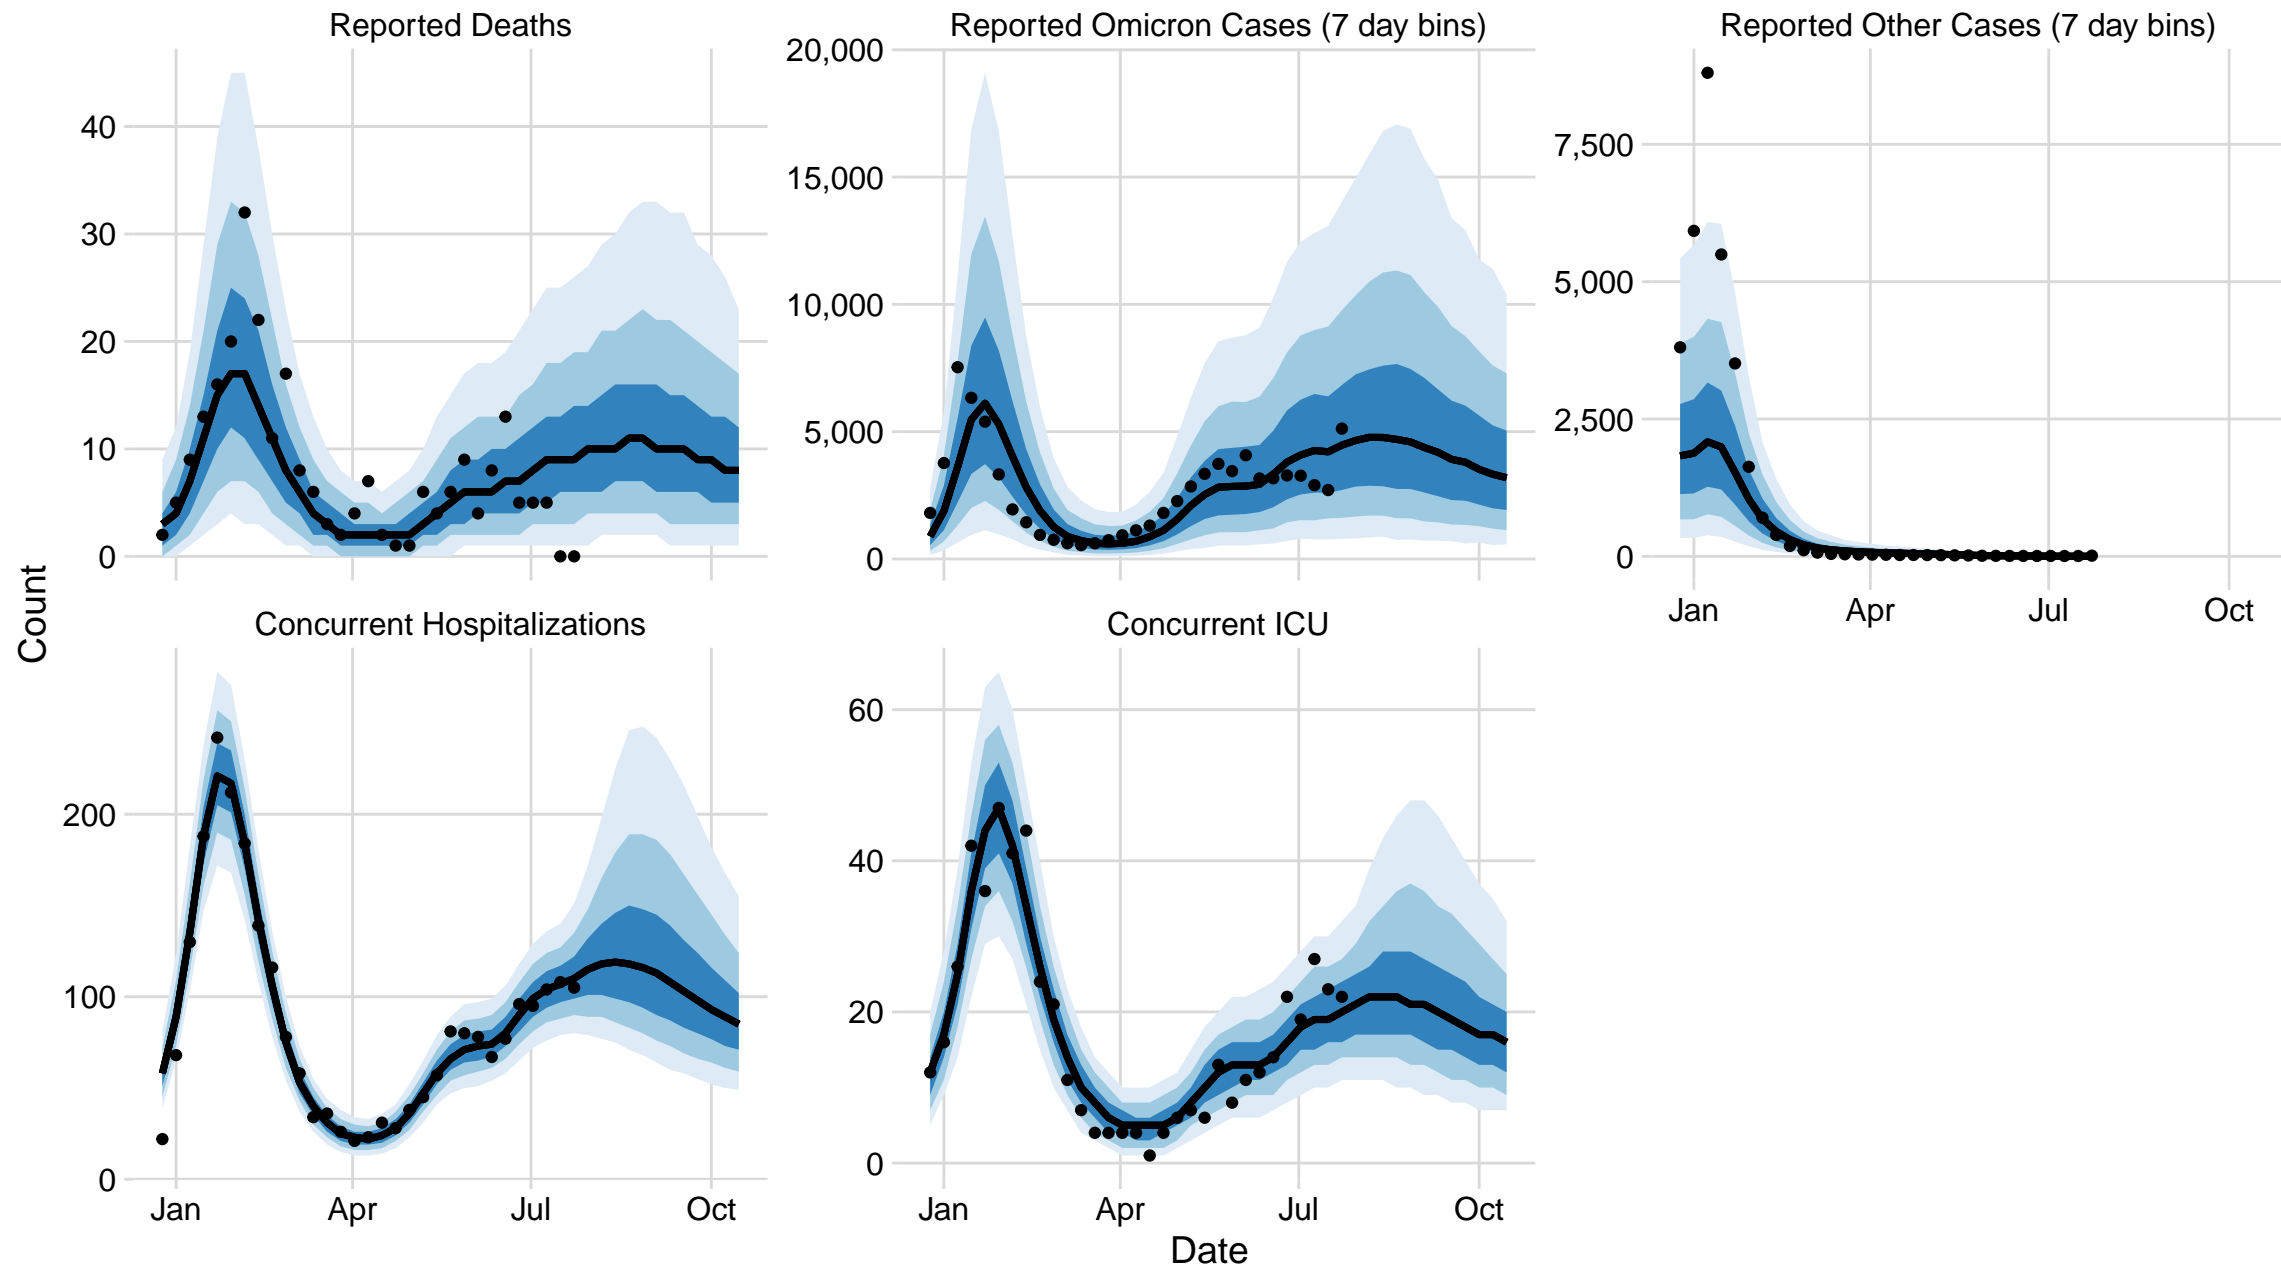 Reported Deaths
Reported Omicron Cases (7 day bins)
Reported Other Cases (7 day bins)
40
30
20
10
0
20,000
15,000
10,000
5,000
0
7,500
5,000
2,500
0
Jan Apr Jul Oct
Count
Concurrent Hospitalizations
Concurrent ICU
200
100
0
Jan Apr Jul Oct
60
40
20
0
Jan Apr Jul Oct
Date